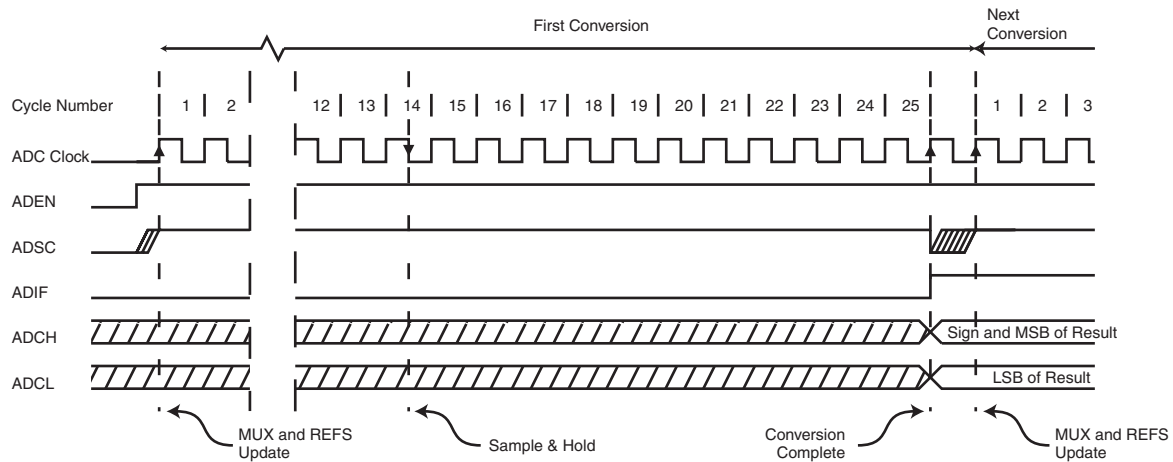 First Conversion
Next
Conversion
Cycle Number 1 2 12 13 14 15 16 17 18 19 20 21 22 23 24 25 1 2 3
ADC Clock
ADEN
ADSC
ADIF
ADCH Sign and MSB of Result
ADCL LSB of Result
MUX and REFS
Update
Sample & Hold
Conversion
Complete
MUX and REFS
Update